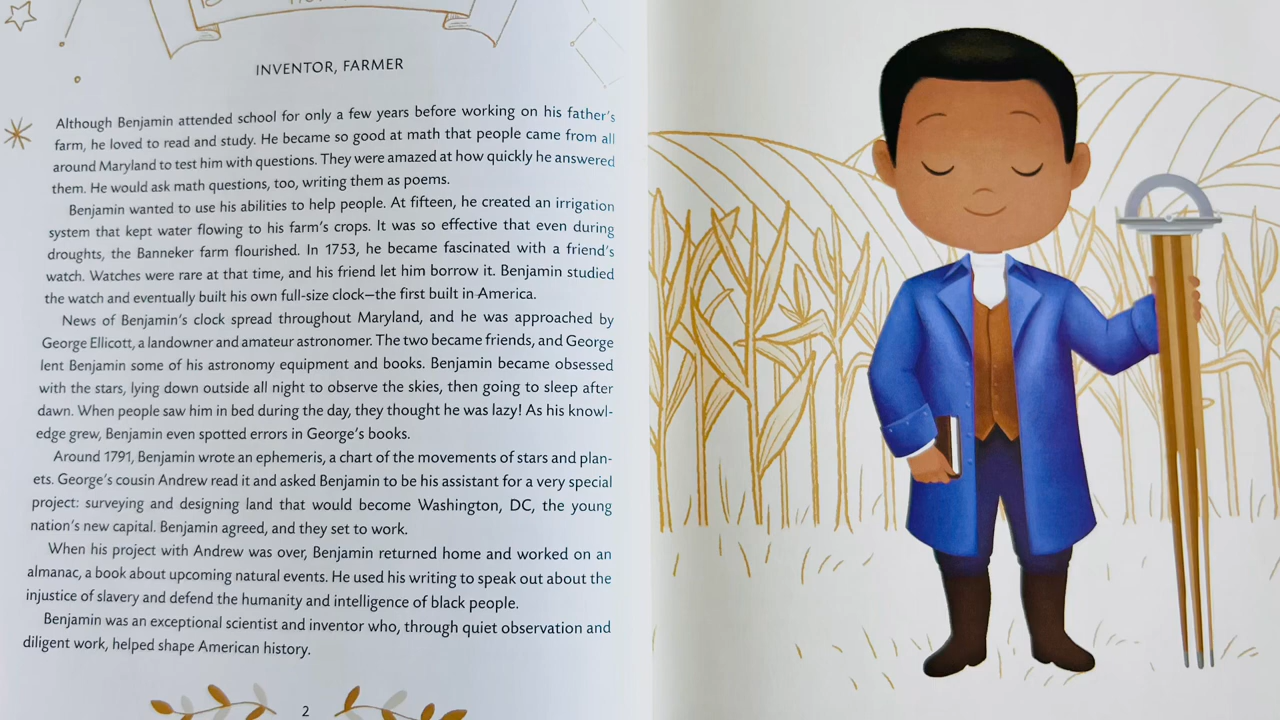 INVENTOR, FARMER
Although Benjamin attended school for only a few years before working on his father's
farm, he loved to read and study. He became so good at math that people came from all
around Maryland to test him with questions. They were amazed at how quickly he answered
them. He would ask math questions, too, writing them as poems.
Benjamin wanted to use his abilities to help people. At fifteen, he created an irrigation
system that kept water flowing to his farm's crops. It was so effective that even during
droughts, the Banneker farm flourished. In 1753, he became fascinated with a friend's
watch. Watches were rare at that time, and his friend let him borrow it. Benjamin studied
the watch and eventually built his own full-size clock—the first built in America.
News of Benjamin's clock spread throughout Maryland, and he was approached by
George Ellicott, a landowner and amateur astronomer. The two became friends, and George
lent Benjamin some of his astronomy equipment and books. Benjamin became obsessed
with the stars, lying down outside all night to observe the skies, then going to sleep after
dawn. When people saw him in bed during the day, they thought he was lazy! As his knowl-
edge grew, Benjamin even spotted errors in George's books.
Around 1791, Benjamin wrote an ephemeris, a chart of the movements of stars and plan-
ets. George's cousin Andrew read it and asked Benjamin to be his assistant for a very special
project: surveying and designing land that would become Washington, DC, the young
nation's new capital. Benjamin agreed, and they set to work.
When his project with Andrew was over, Benjamin returned home and worked on an
almanac, a book about upcoming natural events. He used his writing to speak out about the
injustice of slavery and defend the humanity and intelligence of black people.
Benjamin was an exceptional scientist and inventor who, through quiet observation and
diligent work, helped shape American history.
2